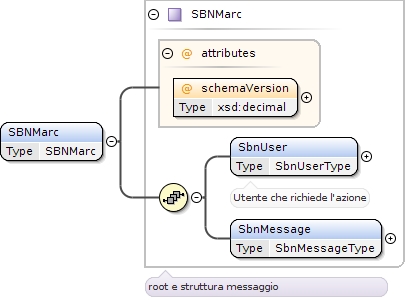 SBNMarc
@ attributes
@ schemaVersion
Type xsd:decimal
SBNMarc
Type SBNMarc
SbnUser
Type SbnUserType
Utente che richiede l'azione
SbnMessage
Type SbnMessageType
root e struttura messaggio